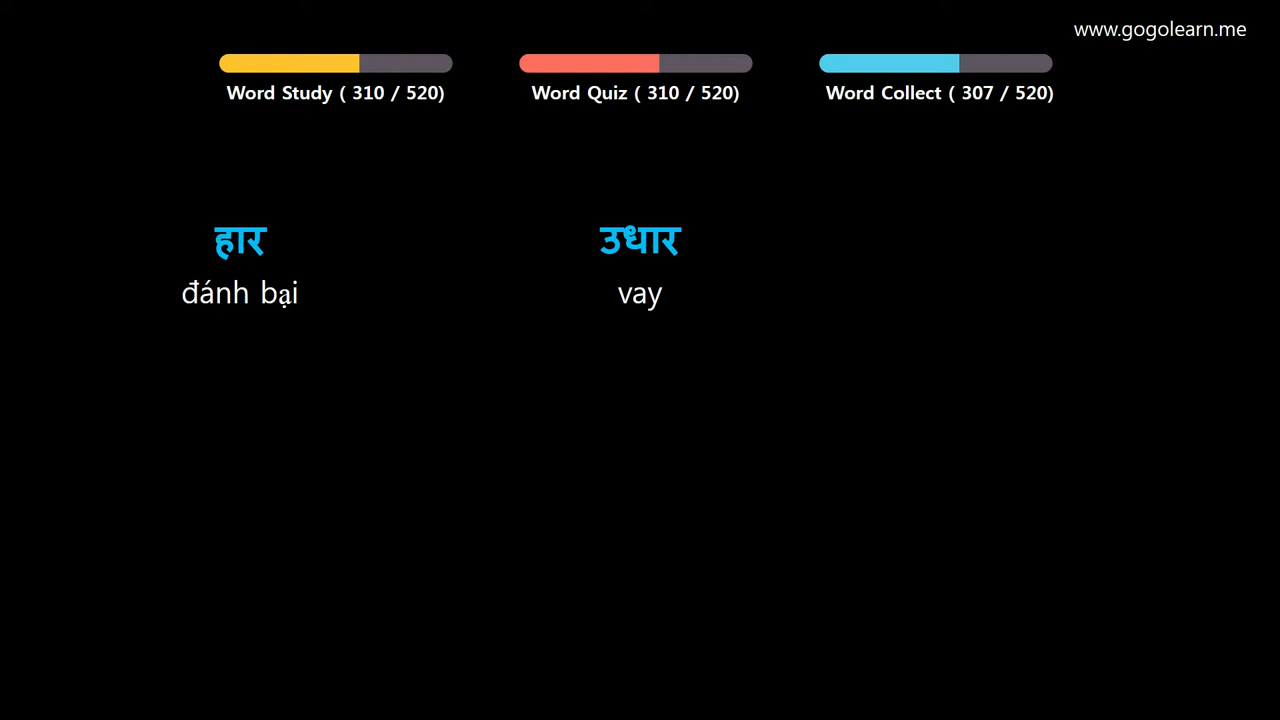 www.gogolearn.me
Word Study ( 310 / 520)
Word Quiz ( 310 / 520)
Word Collect ( 307 / 520)
हार
đánh bại
उधार
vay